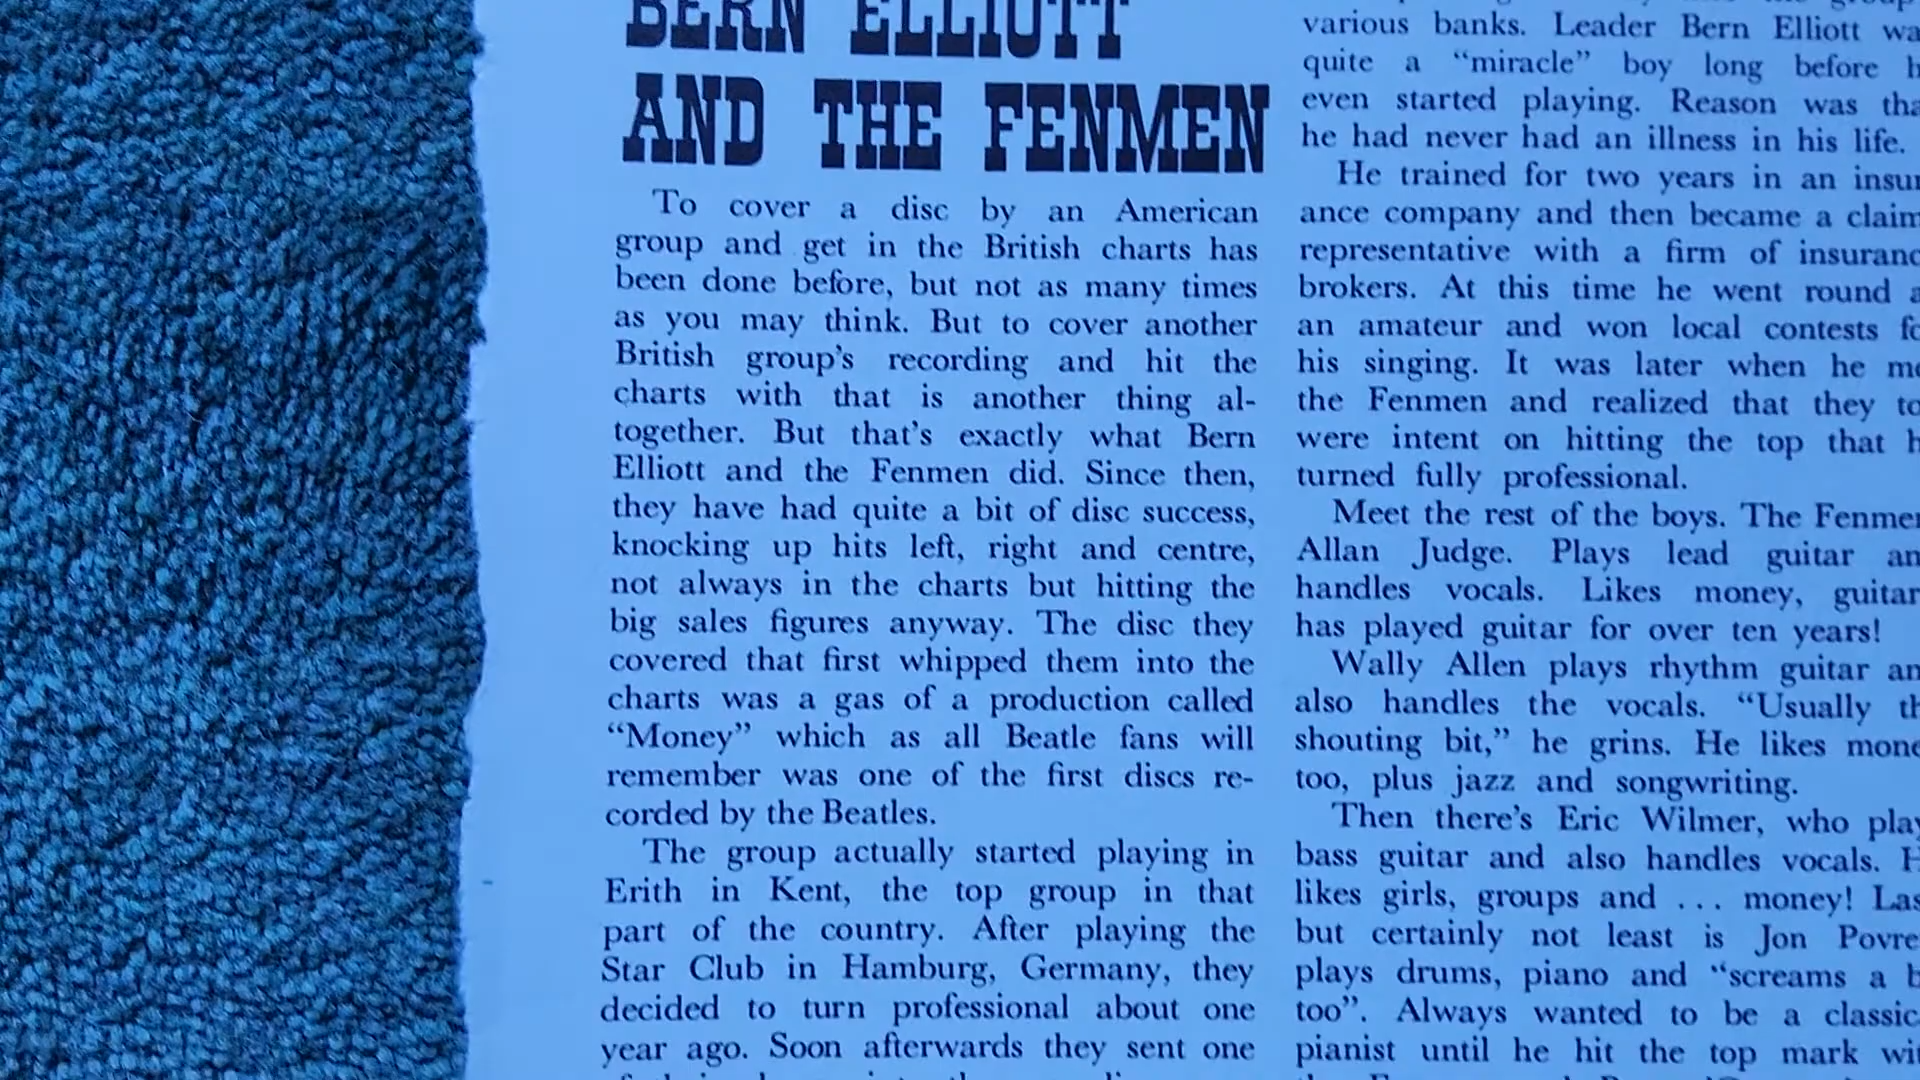 BERN ELLIOTT
AND THE FENMEN
To cover a disc by an American
group and get in the British charts has
been done before, but not as many times
as you may think. But to cover another
British group's recording and hit the
charts with that is another thing al-
together. But that's exactly what Bern
Elliott and the Fenmen did. Since then,
they have had quite a bit of disc success,
knocking up hits left, right and centre,
not always in the charts but hitting the
big sales figures anyway. The disc they
covered that first whipped them into the
charts was a gas of a production called
“Money” which as all Beatle fans will
remember was one of the first discs re-
corded by the Beatles.
The group actually started playing in
Erith in Kent, the top group in that
part of the country. After playing the
Star Club in Hamburg, Germany, they
decided to turn professional about one
year ago. Soon afterwards they sent one
various banks. Leader Bern Elliott
quite a “miracle” boy long before
even started playing. Reason was
he had never had an illness in his life.
He trained for two years in an insur
ance company and then became a claim
representative with a firm of
brokers. At this time he went round
an amateur and won local contests
his singing. It was later when he
the Fenmen and realized that they
were intent on hitting the top that
turned fully professional.
Meet the rest of the boys. The
Allan Judge. Plays lead guitar
handles vocals. Likes money, guitar
has played guitar for over ten years!
Wally Allen plays rhythm guitar
also handles the vocals. “Usually
shouting bit,” he grins. He likes
too, plus jazz and songwriting.
Then there's Eric Wilmer, who
bass guitar and also handles vocals.
likes girls, groups and ... money!
but certainly not least is Jon
plays drums, piano and “screams a
too”. Always wanted to be a
pianist until he hit the top mark